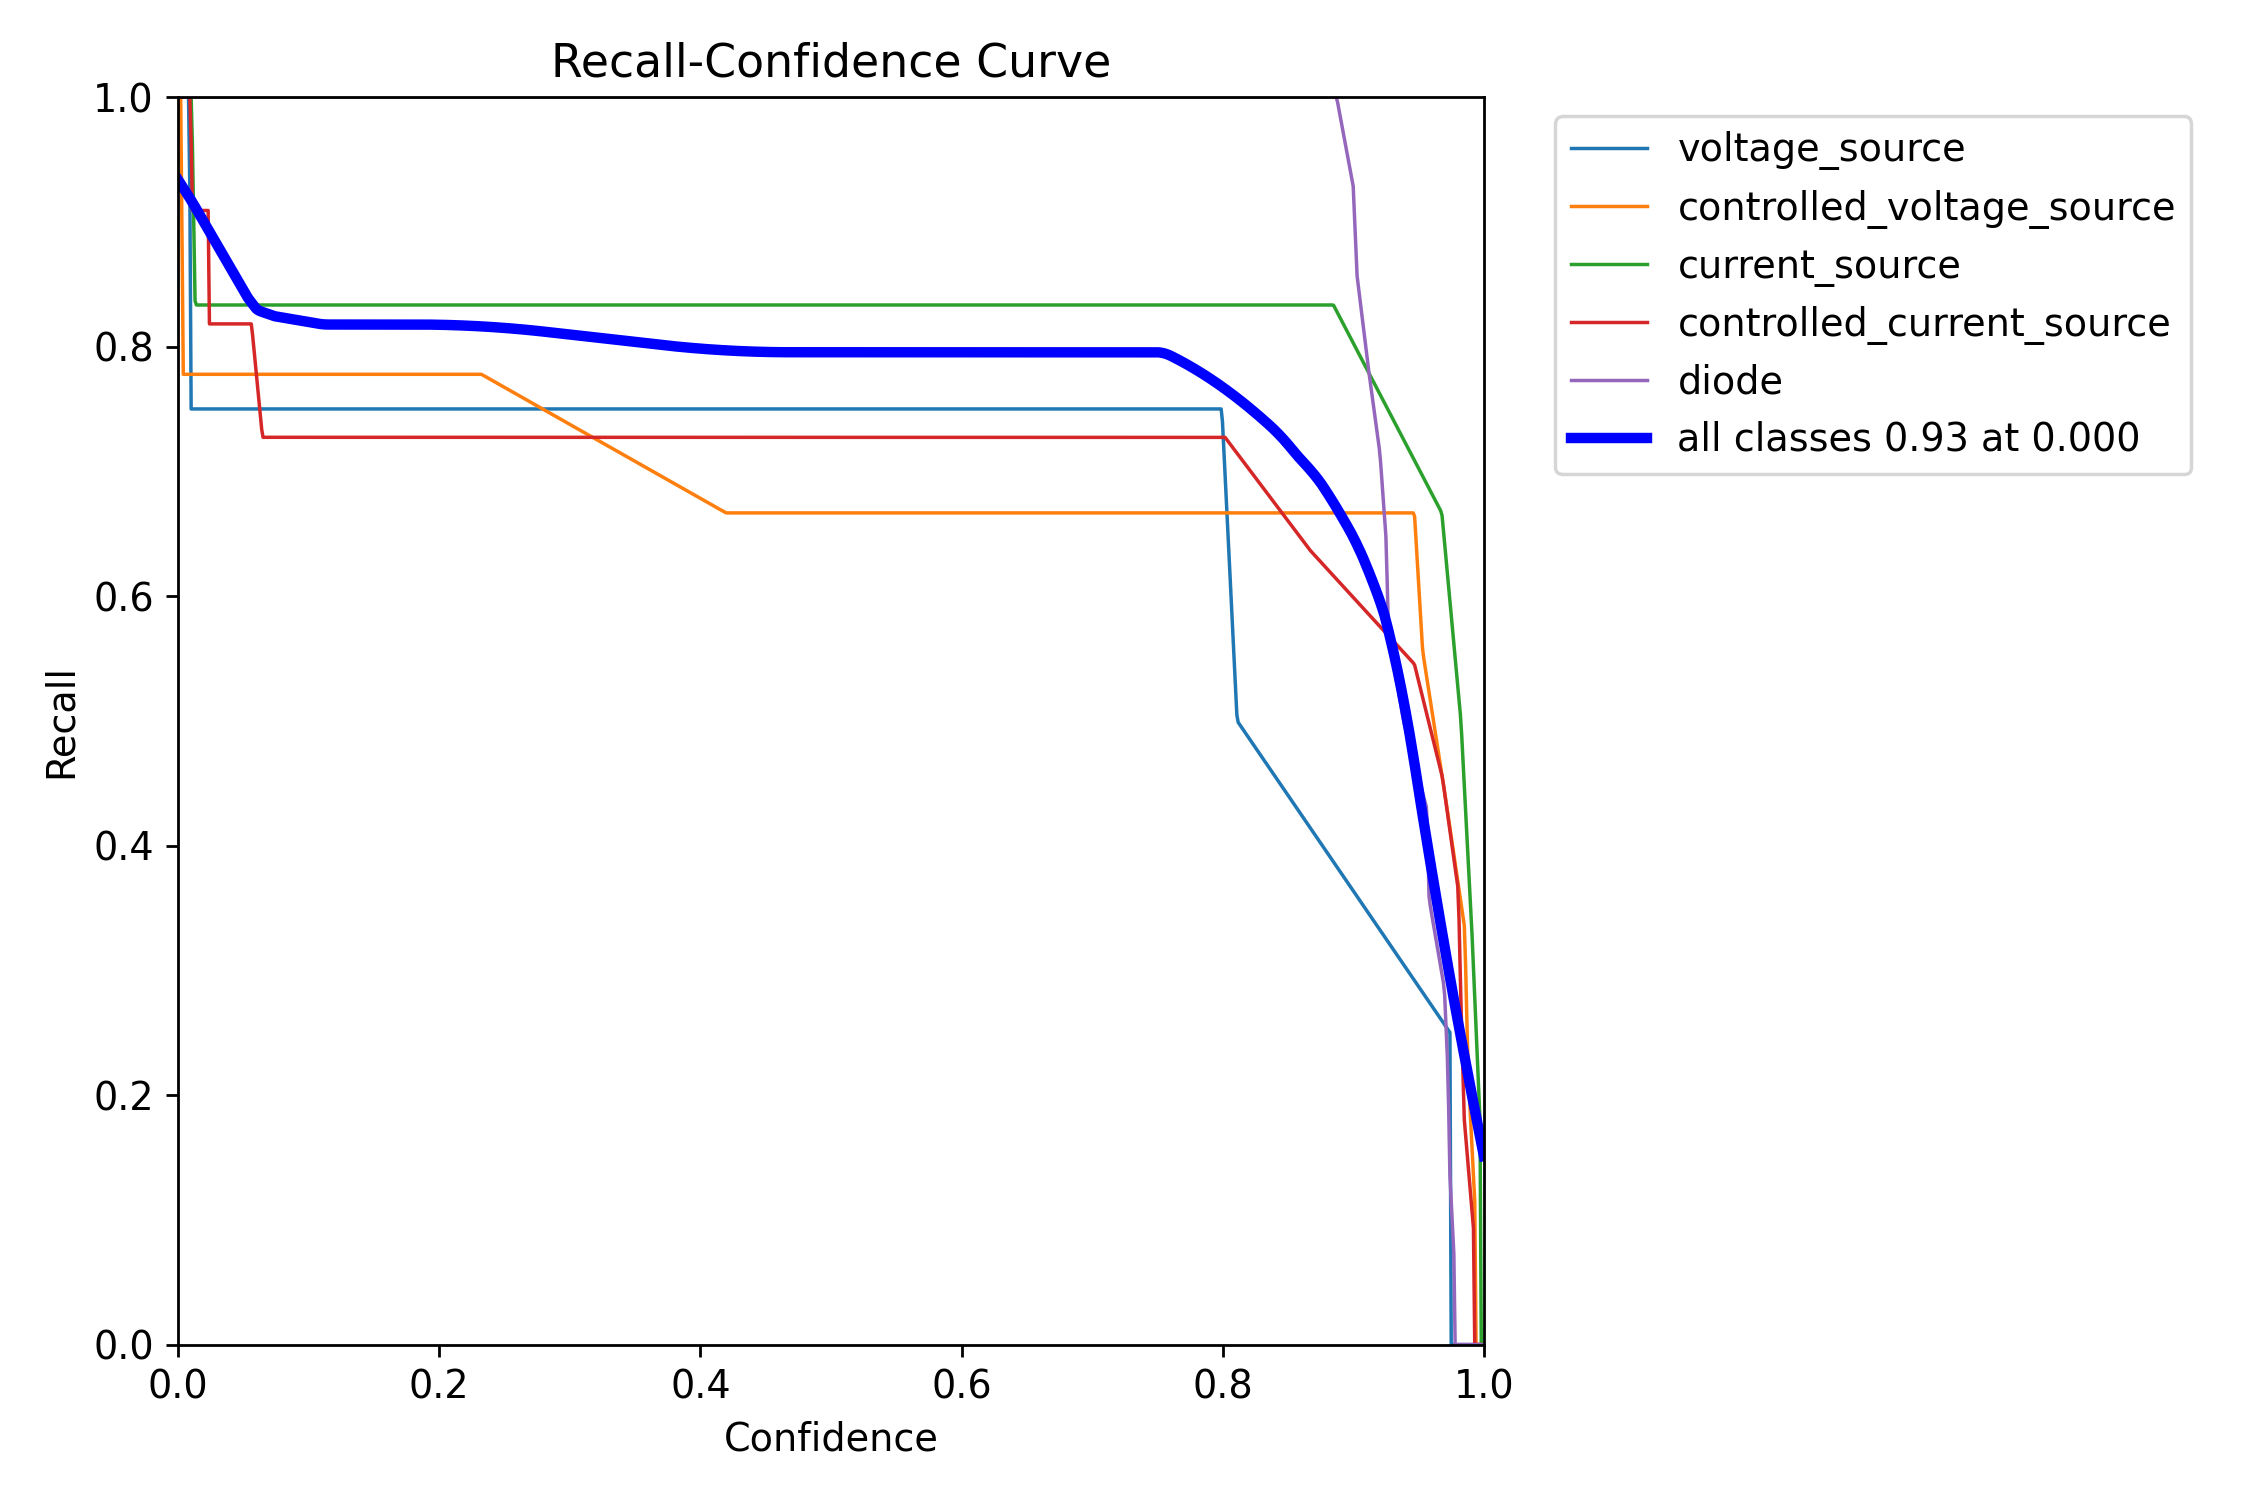 Recall-Confidence Curve
1.0
0.8
0.6
0.4
0.2
0.0
Recall
0.0 0.2 0.4 0.6 0.8 1.0
Confidence
voltage_source
controlled_voltage_source
current_source
controlled_current_source
diode
all classes 0.93 at 0.000